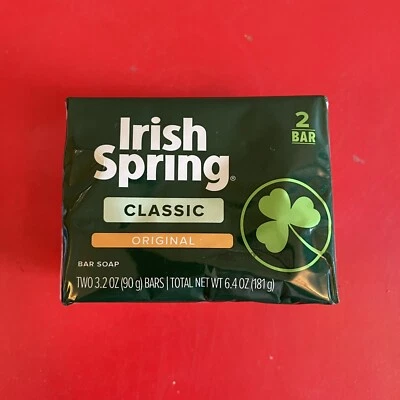 Irish
Spring®
2
BAR
CLASSIC
ORIGINAL
BAR SOAP
TWO 3.2 OZ (90 g) BARS | TOTAL NET WT 6.4 OZ (181 g)